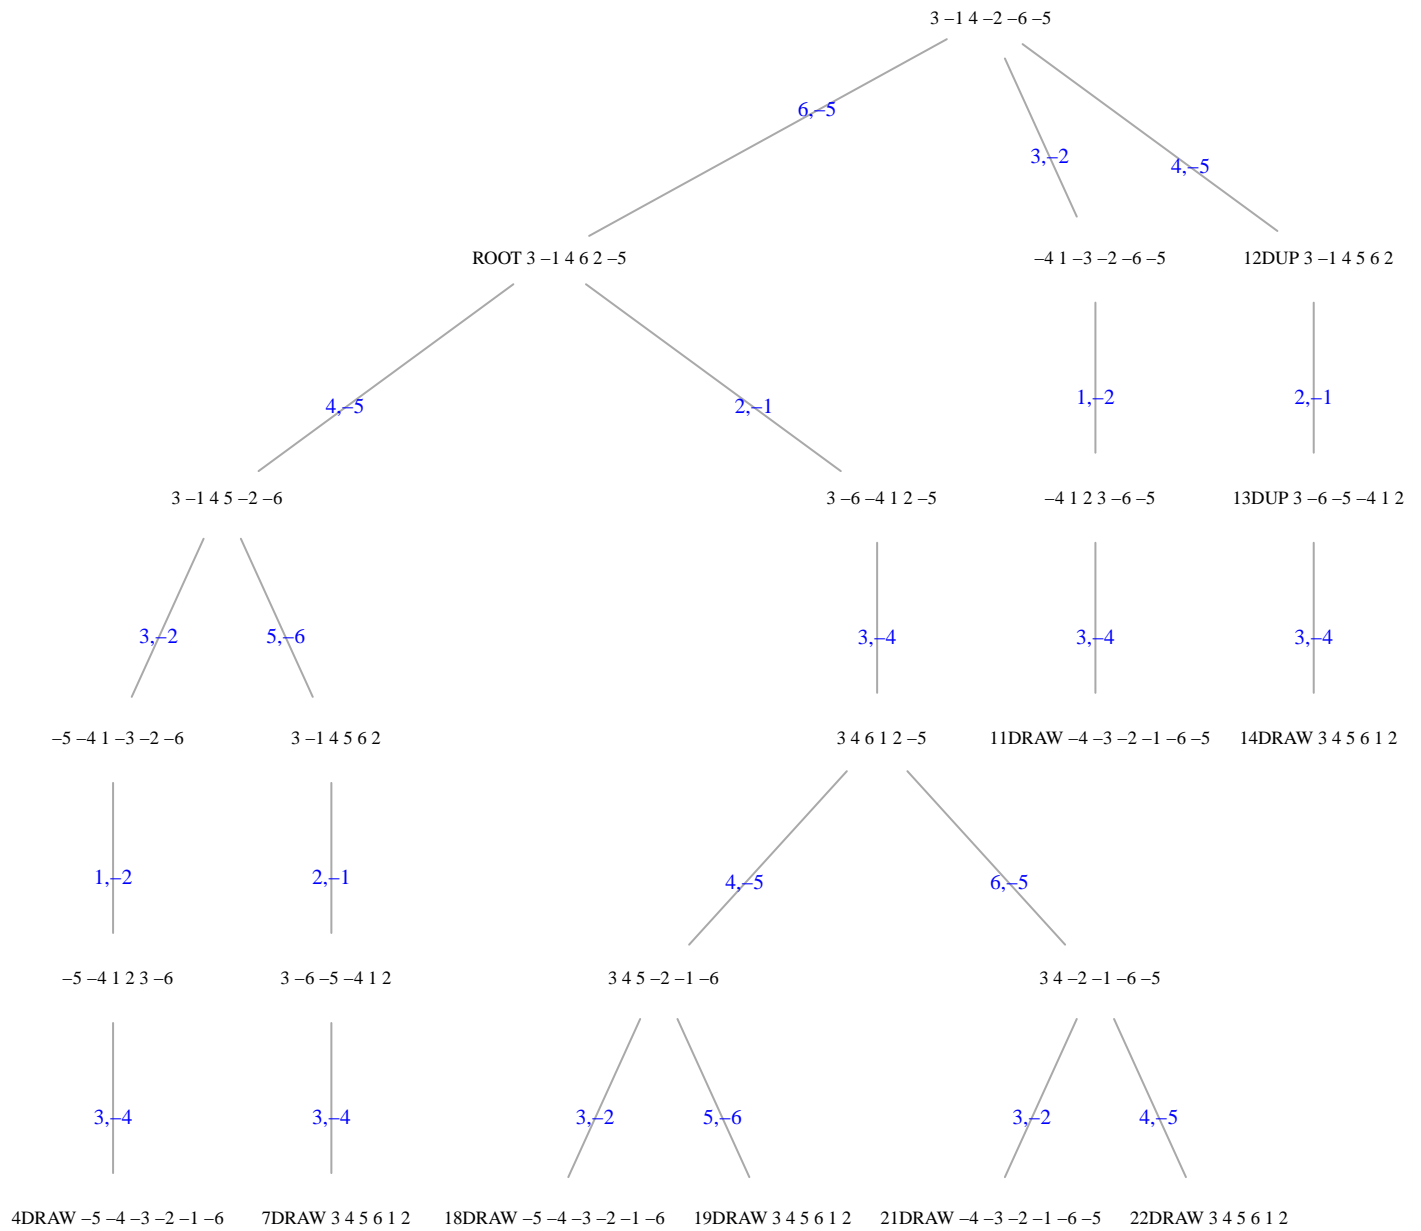 3 –1 4 –2 –6 –5
6,–5
3,–2
4,–5
ROOT 3 –1 4 6 2 –5
–4 1 –3 –2 –6 –5
12DUP 3 –1 4 5 6 2
4,–5
2,–1
1,–2
2,–1
3 –1 4 5 –2 –6
3 –6 –4 1 2 –5
–4 1 2 3 –6 –5
13DUP 3 –6 –5 –4 1 2
3,–2
5,–6
3,–4
3,–4
3,–4
–5 –4 1 –3 –2 –6
3 –1 4 5 6 2
3 4 6 1 2 –5
11DRAW –4 –3 –2 –1 –6 –5
14DRAW 3 4 5 6 1 2
1,–2
2,–1
4,–5
6,–5
–5 –4 1 2 3 –6
3 –6 –5 –4 1 2
3 4 5 –2 –1 –6
3 4 –2 –1 –6 –5
3,–4
3,–4
3,–2
5,–6
3,–2
4,–5
4DRAW –5 –4 –3 –2 –1 –6
7DRAW 3 4 5 6 1 2
18DRAW –5 –4 –3 –2 –1 –6
19DRAW 3 4 5 6 1 2
21DRAW –4 –3 –2 –1 –6 –5
22DRAW 3 4 5 6 1 2